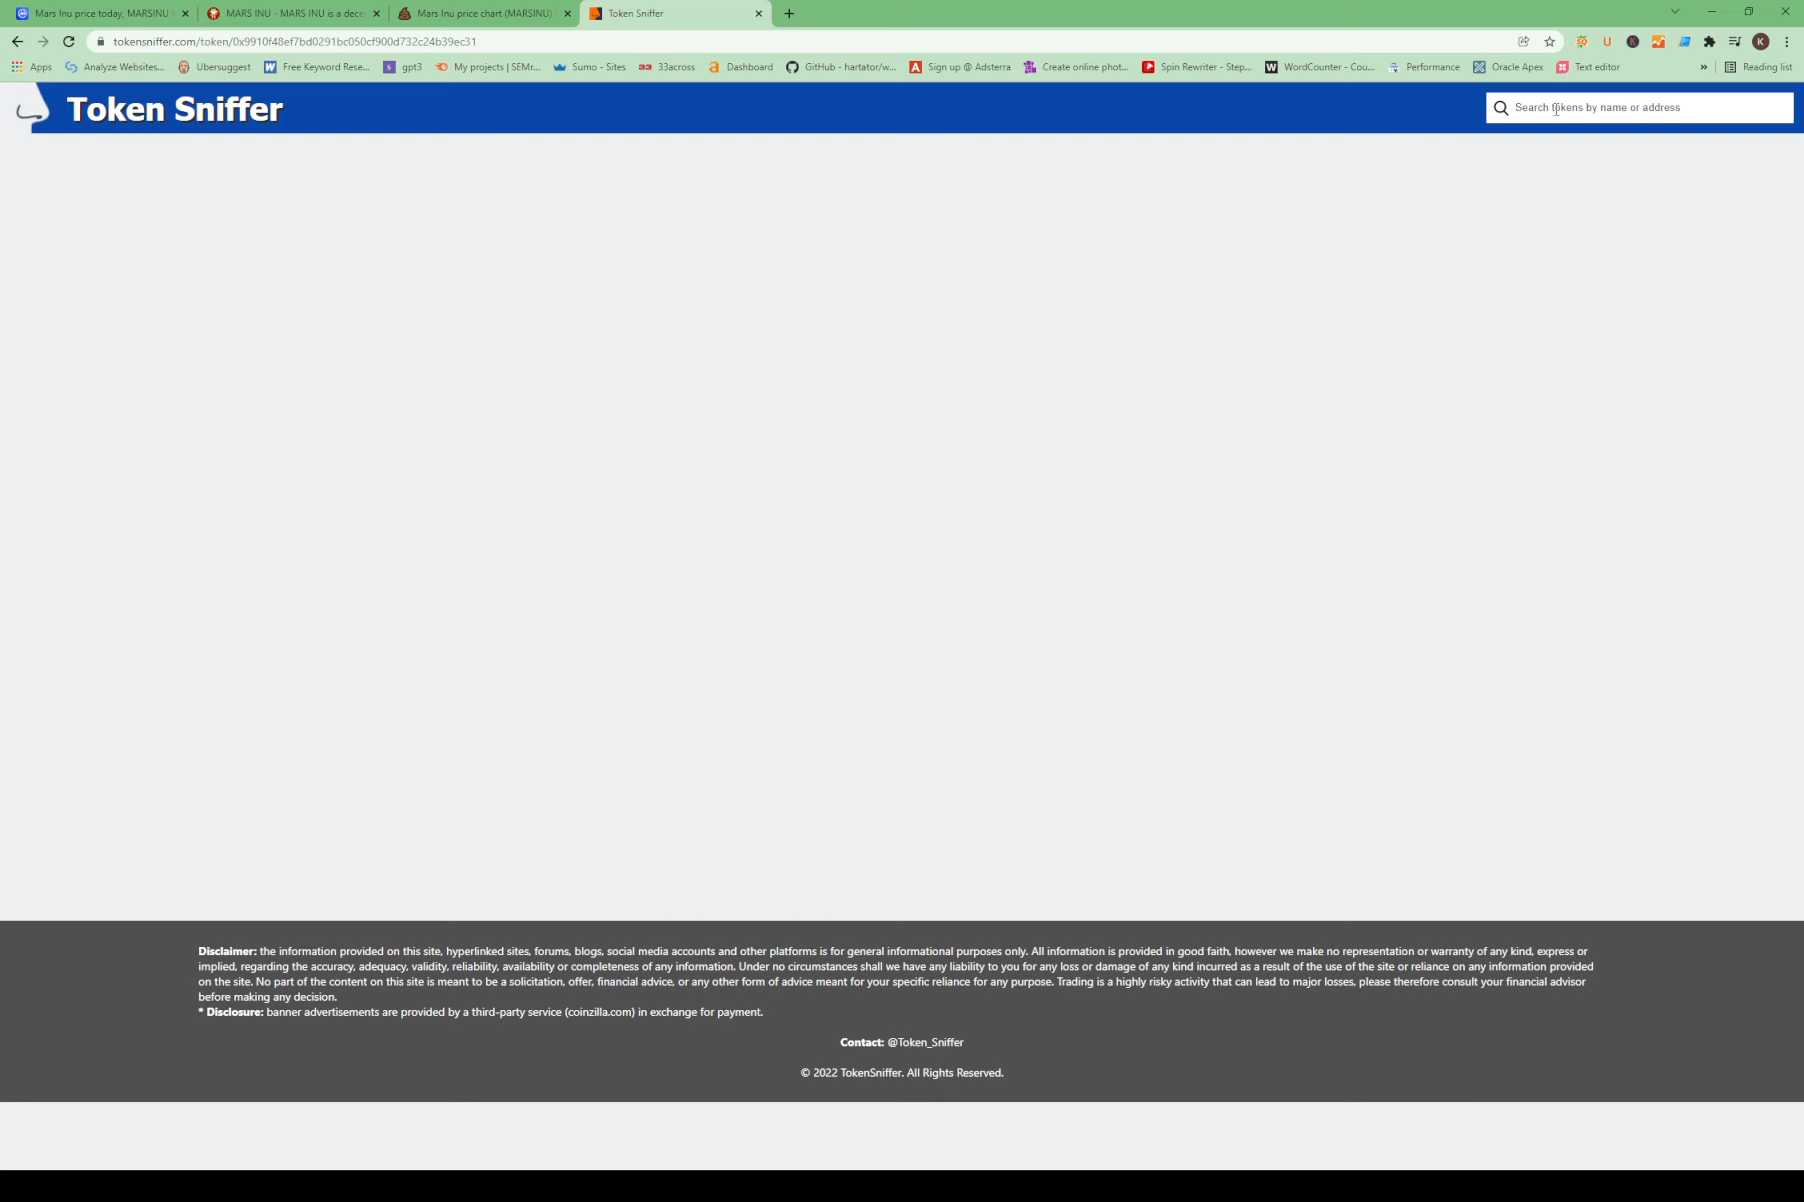 Mars Inu price today, MARSINU
MARS INU - MARS INU is a dece
Mars Inu price chart (MARSINU)
Token Sniffer
tokensniffer.com/token/0x9910f48ef7bd0291bc050cf900d732c24b39ec31
K
Apps
Analyze Websites...
Ubersuggest
Free Keyword Rese...
gpt3
My projects | SEMr...
Sumo - Sites
33across
Dashboard
GitHub - hartator/w...
Sign up @ Adsterra
Create online phot...
Spin Rewriter - Step...
WordCounter - Cou...
Performance
Oracle Apex
Text editor
»
Reading list
Token Sniffer
Search tokens by name or address
Disclaimer: the information provided on this site, hyperlinked sites, forums, blogs, social media accounts and other platforms is for general informational purposes only. All information is provided in good faith, however we make no representation or warranty of any kind, express or
implied, regarding the accuracy, adequacy, validity, reliability, availability or completeness of any information. Under no circumstances shall we have any liability to you for any loss or damage of any kind incurred as a result of the use of the site or reliance on any information provided
on the site. No part of the content on this site is meant to be a solicitation, offer, financial advice, or any other form of advice meant for your specific reliance for any purpose. Trading is a highly risky activity that can lead to major losses, please therefore consult your financial advisor
before making any decision.
* Disclosure: banner advertisements are provided by a third-party service (coinzilla.com) in exchange for payment.
Contact: @Token_Sniffer
© 2022 TokenSniffer. All Rights Reserved.